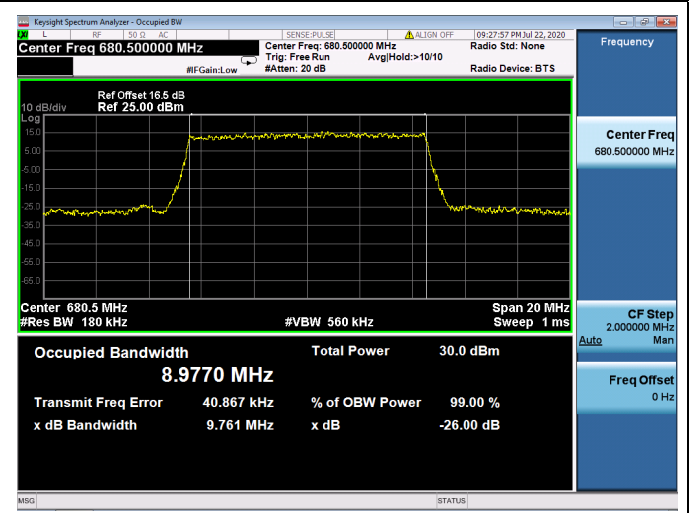 Keysight Spectrum Analyzer - Occupied BW
LXI L RF 50 Ω AC SENSE:PULSE ALIGN OFF 09:27:57 PM Jul 22, 2020
Center Freq 680.500000 MHz
Center Freq: 680.500000 MHz
Radio Std: None
Trig: Free Run Avg|Hold:>10/10
#IFGain:Low
#Atten: 20 dB
Radio Device: BTS
Ref Offset 16.5 dB
10 dB/div Ref 25.00 dBm
Log
15.0
5.00
-5.00
-15.0
-25.0
-35.0
-45.0
-55.0
-65.0
Center 680.5 MHz Span 20 MHz
#Res BW 180 kHz #VBW 560 kHz Sweep 1 ms
Occupied Bandwidth Total Power 30.0 dBm
8.9770 MHz
Transmit Freq Error 40.867 kHz % of OBW Power 99.00 %
x dB Bandwidth 9.761 MHz x dB -26.00 dB
MSG STATUS
Frequency
Center Freq
680.500000 MHz
CF Step
2.000000 MHz
Auto Man
Freq Offset
0 Hz